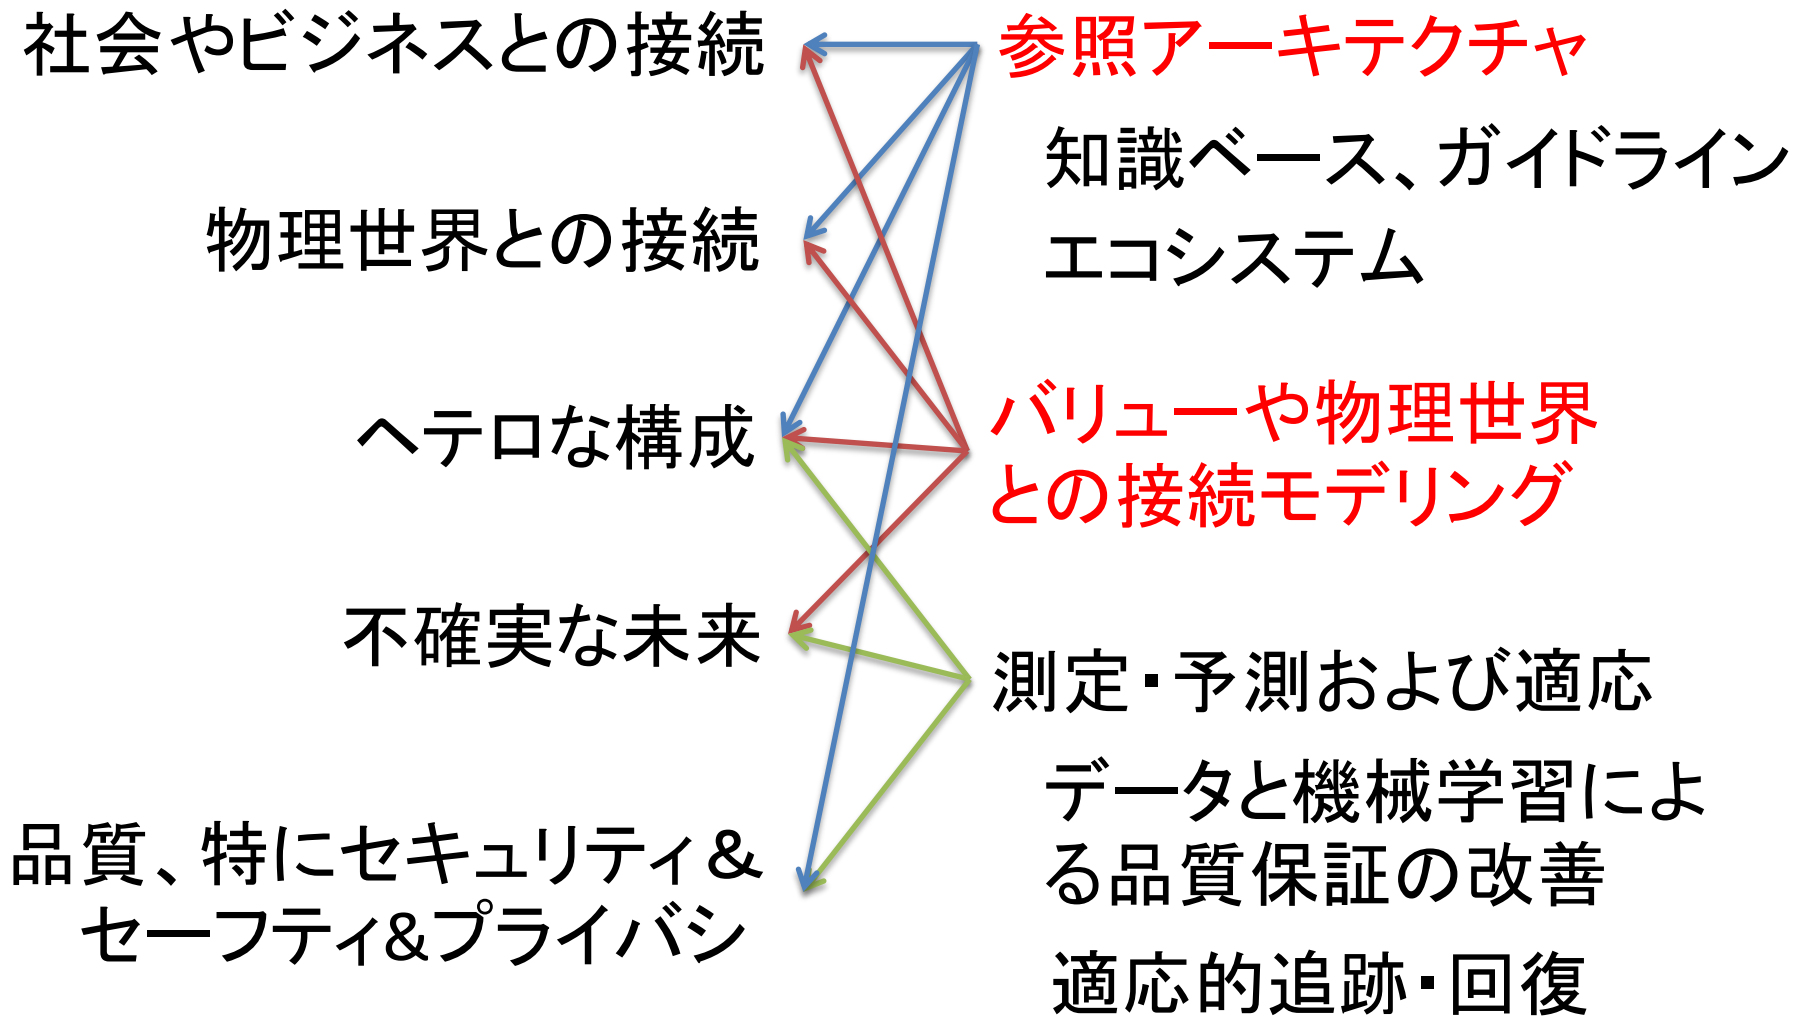 社会やビジネスとの接続
物理世界との接続
ヘテロな構成
不確実な未来
品質、特にセキュリティ&
セーフティ&プライバシ
参照アーキテクチャ
知識ベース、ガイドライン
エコシステム
バリューや物理世界
との接続モデリング
測定・予測および適応
データと機械学習によ
る品質保証の改善
適応的追跡・回復